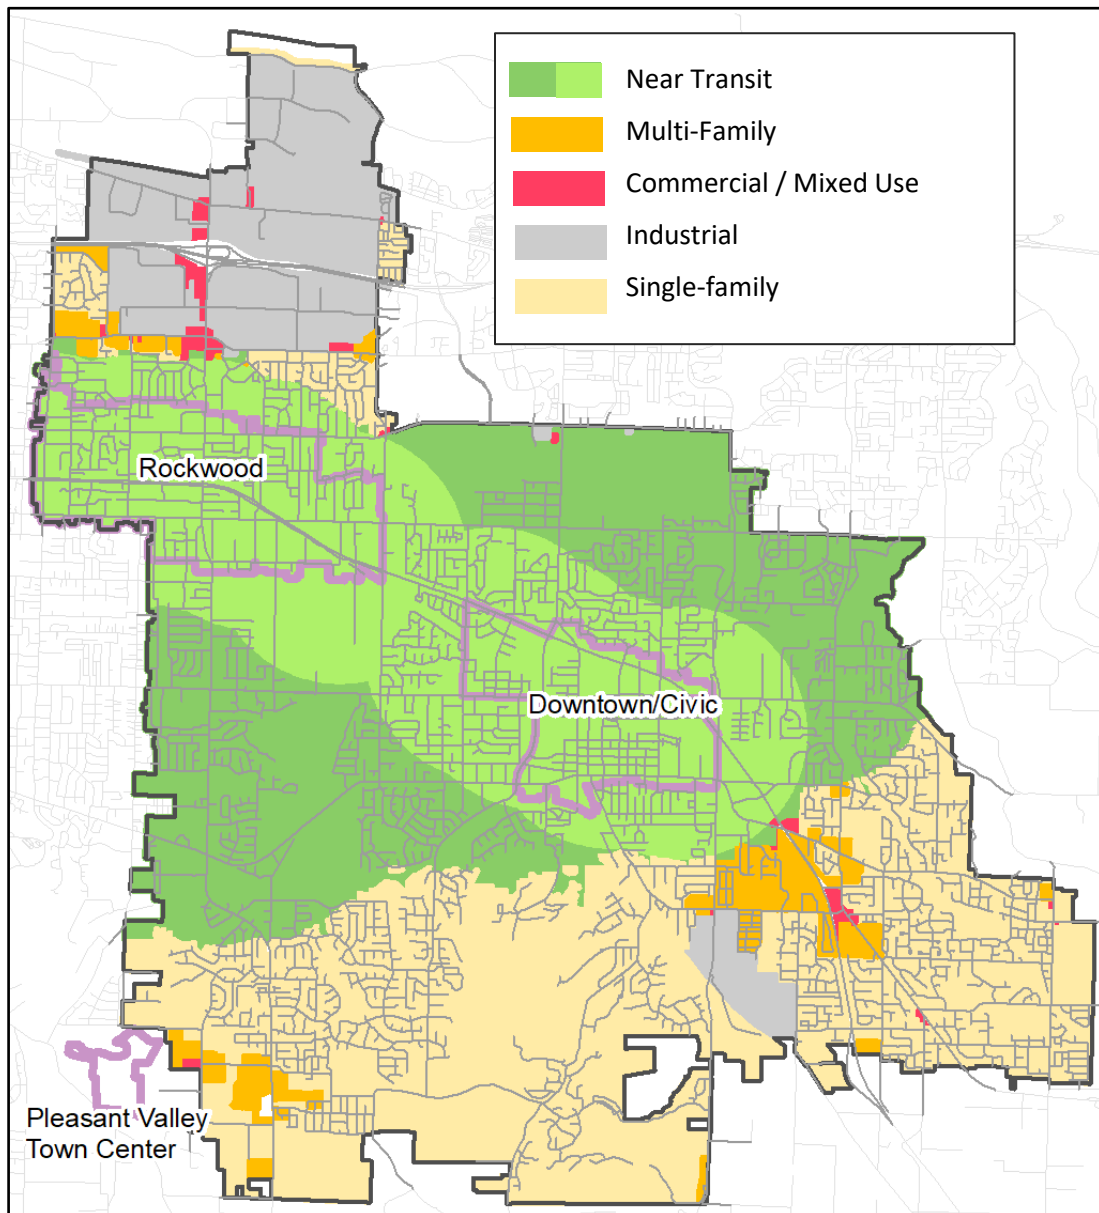 Near Transit
Multi-Family
Commercial / Mixed Use
Industrial
Single-family
Rockwood
Downtown/Civic
Pleasant Valley
Town Center